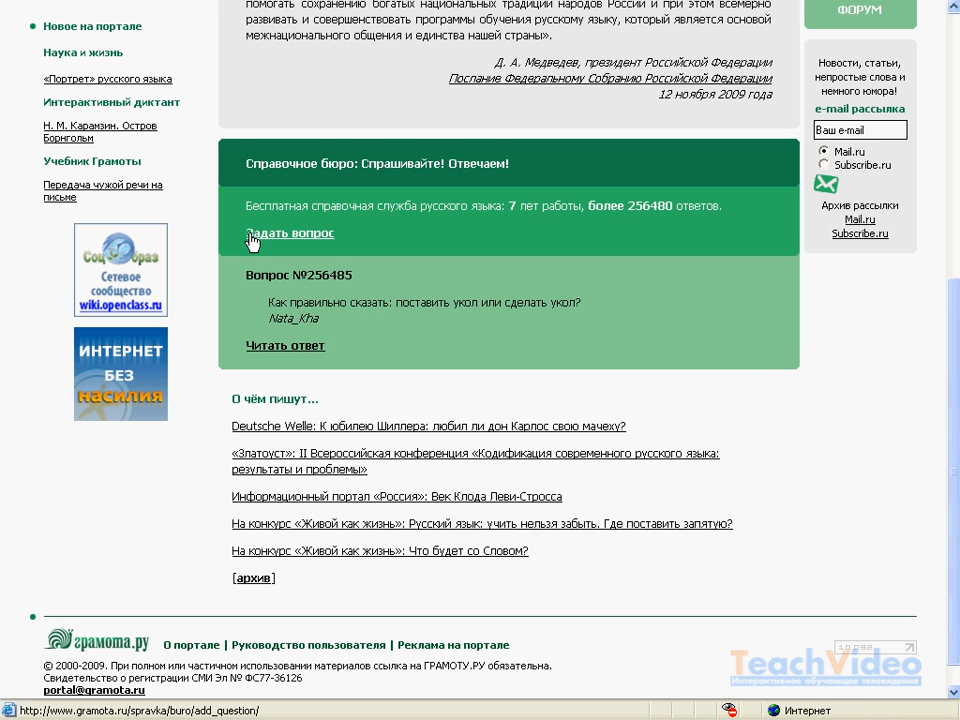 Новое на портале
Наука и жизнь
«Портрет» русского языка
Интерактивный диктант
Н. М. Карамзин. Остров
Борнгольм
Учебник Грамоты
Передача чужой речи на
письме
СоцОбраз
Сетевое
сообщество
wiki.openclass.ru
ИНТЕРНЕТ
БЕЗ
насилия
помогать сохранению богатых национальных традиций народов России и при этом всемерно
развивать и совершенствовать программы обучения русскому языку, который является основой
межнационального общения и единства нашей страны».
Д. А. Медведев, президент Российской Федерации
Послание Федеральному Собранию Российской Федерации
12 ноября 2009 года
Справочное бюро: Спрашивайте! Отвечаем!
Бесплатная справочная служба русского языка: 7 лет работы, более 256480 ответов.
Задать вопрос
Вопрос №256485
Как правильно сказать: поставить укол или сделать укол?
Nata_Kha
Читать ответ
О чём пишут...
Deutsche Welle: К юбилею Шиллера: любил ли дон Карлос свою мачеху?
«Златоуст»: II Всероссийская конференция «Кодификация современного русского языка:
результаты и проблемы»
Информационный портал «Россия»: Век Клода Леви-Стросса
На конкурс «Живой как жизнь»: Русский язык: учить нельзя забыть. Где поставить запятую?
На конкурс «Живой как жизнь»: Что будет со Словом?
[архив]
ФОРУМ
Новости, статьи,
непростые слова и
немного юмора!
e-mail рассылка
Ваш e-mail
Mail.ru
Subscribe.ru
Архив рассылки
Mail.ru
Subscribe.ru
грамота.ру
О портале | Руководство пользователя | Реклама на портале
© 2000-2009. При полном или частичном использовании материалов ссылка на ГРАМОТУ.РУ обязательна.
Свидетельство о регистрации СМИ Эл № ФС77-36126
portal@gramota.ru
TeachVideo
Интерактивное обучающее телевидение
http://www.gramota.ru/spravka/buro/add_question/
Интернет